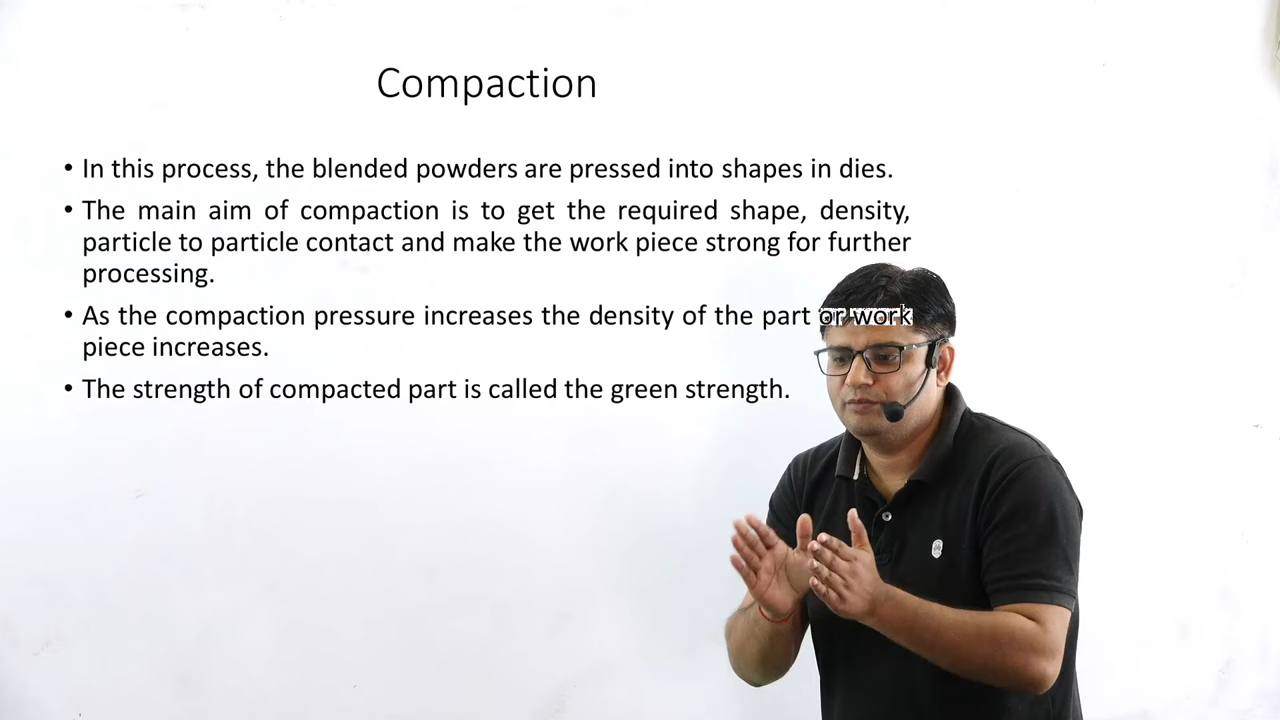 Compaction
• In this process, the blended powders are pressed into shapes in dies.
• The main aim of compaction is to get the required shape, density,
particle to particle contact and make the work piece strong for further
processing.
• As the compaction pressure increases the density of the part or work
piece increases.
• The strength of compacted part is called the green strength.